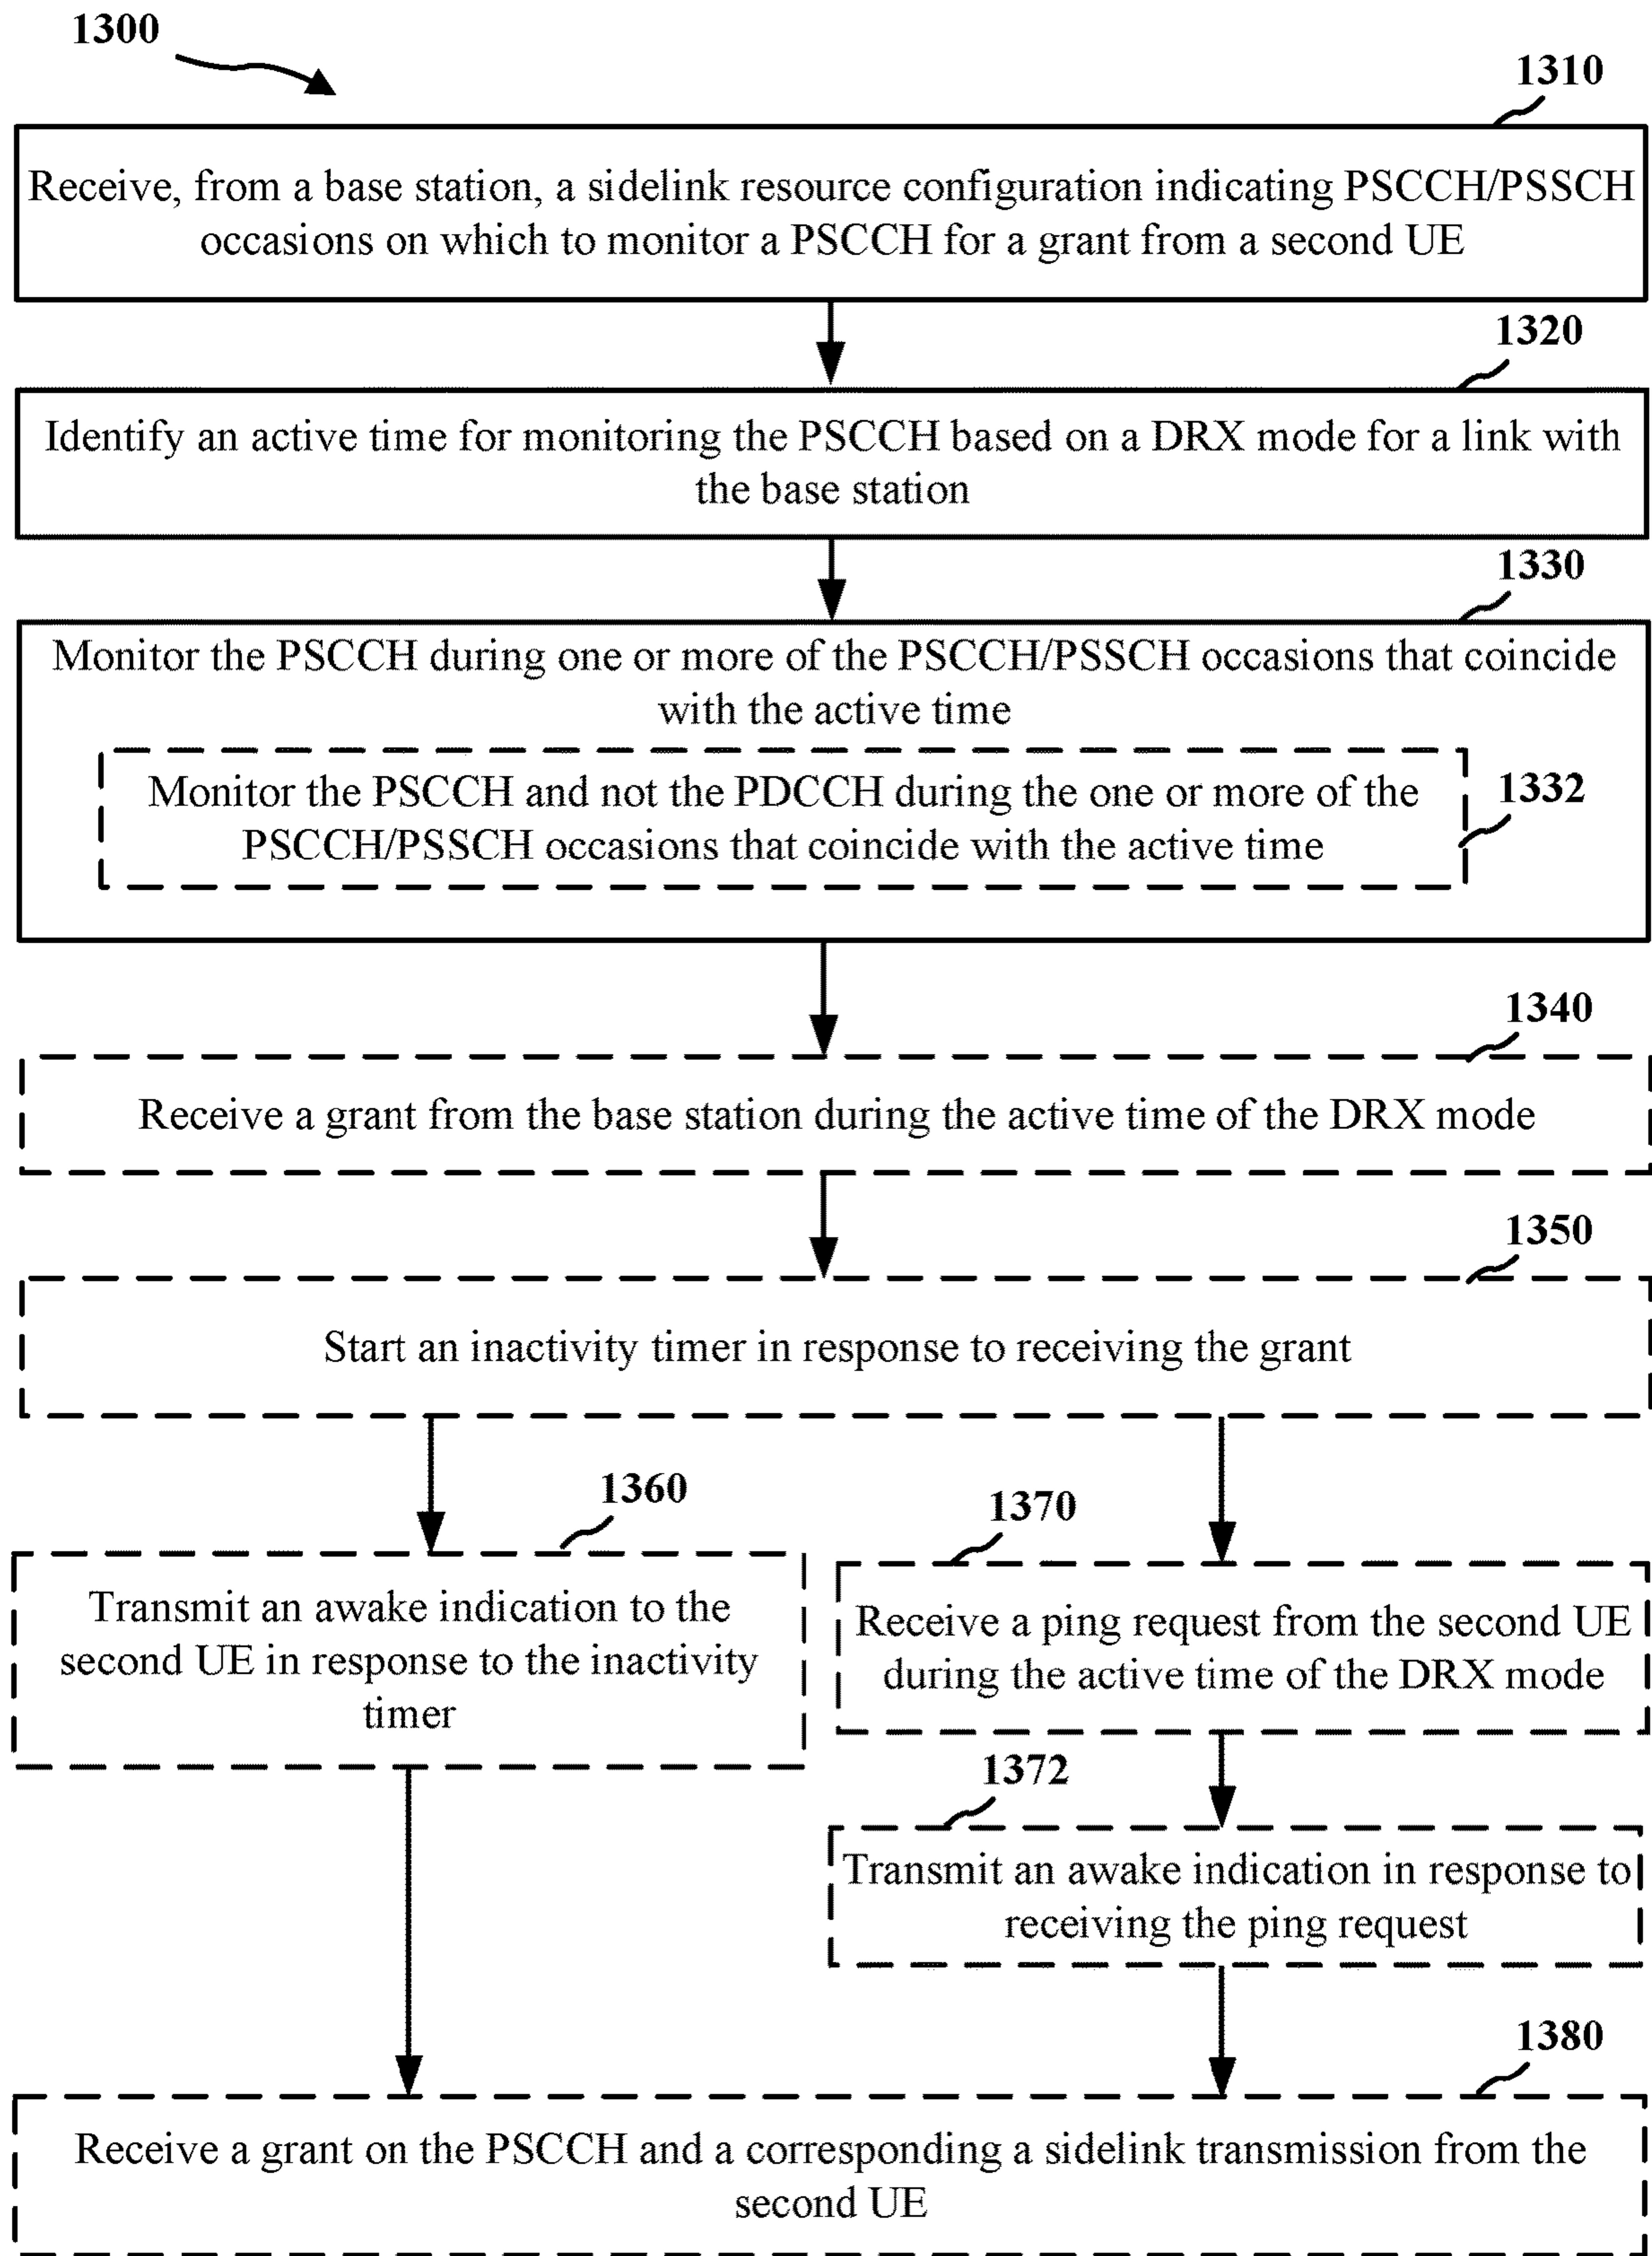 1300
1310
Receive, from a base station, a sidelink resource configuration indicating PSCCH/PSSCH
occasions on which to monitor a PSCCH for a grant from a second UE
1320
Identify an active time for monitoring the PSCCH based on a DRX mode for a link with
the base station
1330
Monitor the PSCCH during one or more of the PSCCH/PSSCH occasions that coincide
with the active time
Monitor the PSCCH and not the PDCCH during the one or more of the
PSCCH/PSSCH occasions that coincide with the active time
1332
1340
Receive a grant from the base station during the active time of the DRX mode
1350
Start an inactivity timer in response to receiving the grant
1360
Transmit an awake indication to the
second UE in response to the inactivity
timer
1370
Receive a ping request from the second UE
during the active time of the DRX mode
1372
Transmit an awake indication in response to
receiving the ping request
1380
Receive a grant on the PSCCH and a corresponding a sidelink transmission from the
second UE